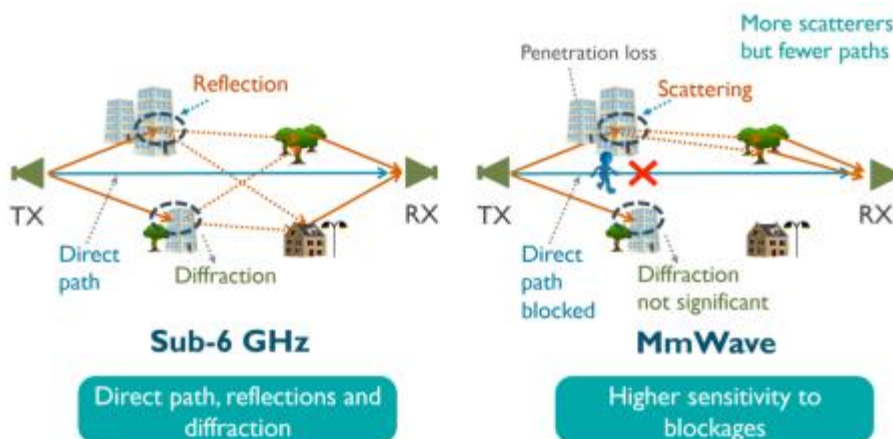 Reflection
TX
RX
Direct
path
Diffraction
Sub-6 GHz
Direct path, reflections and
diffraction
More scatterers
but fewer paths
Penetration loss
Scattering
TX
RX
Direct
path
blocked
Diffraction
not significant
MmWave
Higher sensitivity to
blockages